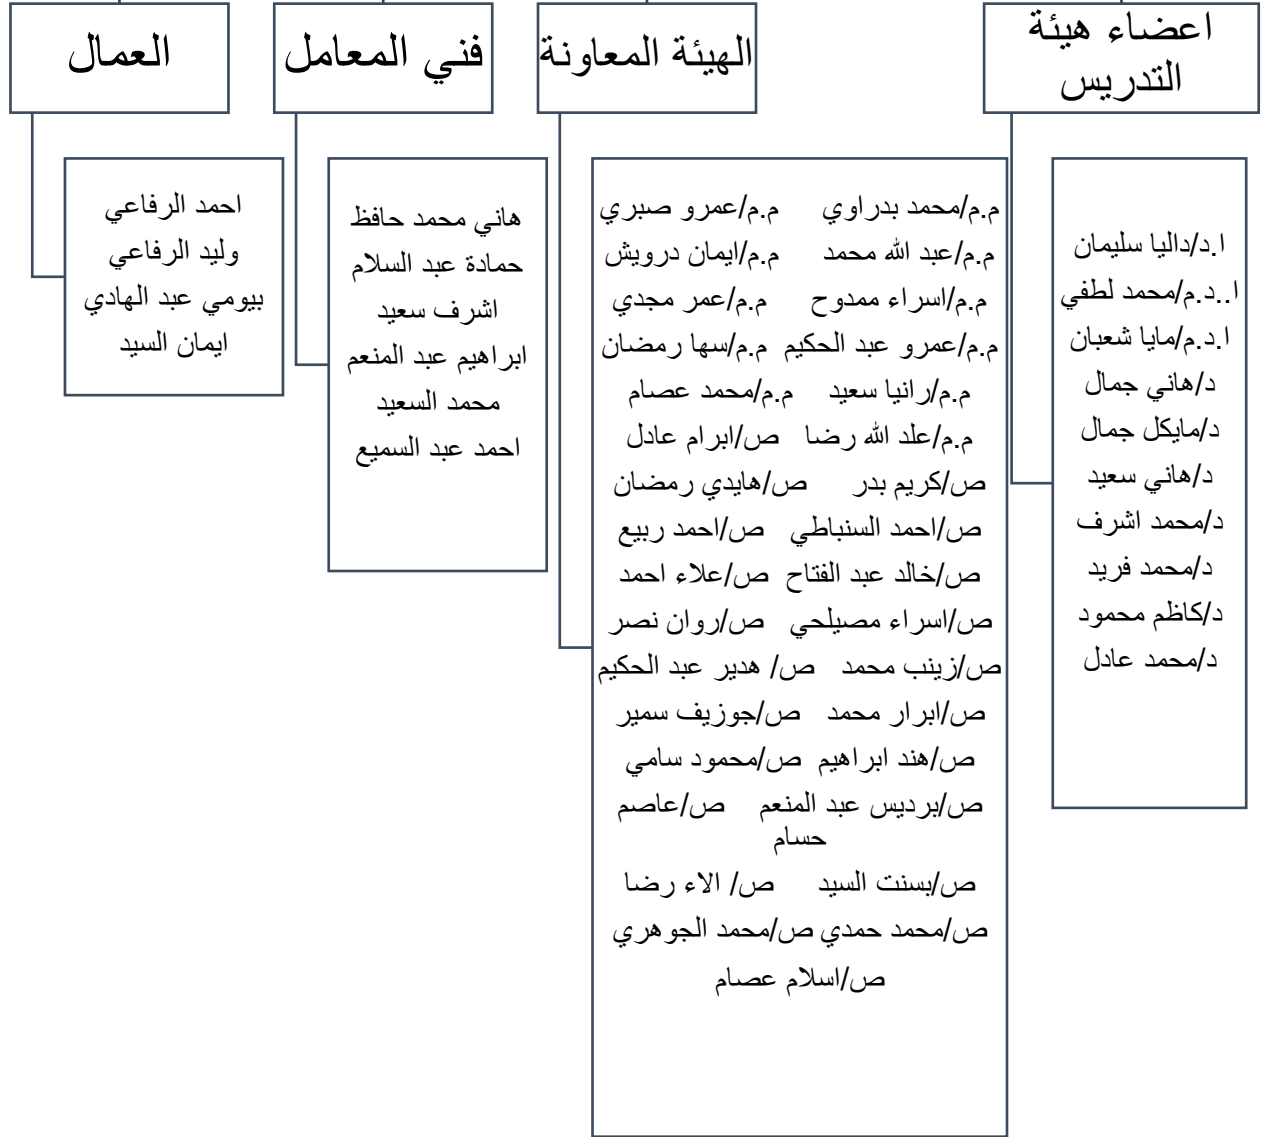 اعضاء هيئة
التدريس
ا.د/داليا سليمان
ا..د.م/محمد لطفي
ا.د.م/مايا شعبان
د/هاني جمال
د/مايكل جمال
د/هاني سعيد
د/محمد اشرف
د/محمد فريد
د/كاظم محمود
د/محمد عادل
الهيئة المعاونة
م.م/محمد بدراوي م.م/عمرو صبري
م.م/عبد الله محمد م.م/ايمان درويش
م.م/اسراء ممدوح م.م/عمر مجدي
م.م/عمرو عبد الحكيم م.م/سها رمضان
م.م/رانيا سعيد م.م/محمد عصام
م.م/علد الله رضا ص/ابرام عادل
ص/كريم بدر ص/هايدي رمضان
ص/احمد السنباطي ص/احمد ربيع
ص/خالد عبد الفتاح ص/علاء احمد
ص/اسراء مصيلحي ص/روان نصر
ص/زينب محمد ص/ هدير عبد الحكيم
ص/ابرار محمد ص/جوزيف سمير
ص/هند ابراهيم ص/محمود سامي
ص/برديس عبد المنعم ص/عاصم
حسام
ص/بسنت السيد ص/ الاء رضا
ص/محمد حمدي ص/محمد الجوهري
ص/اسلام عصام
فني المعامل
هاني محمد حافظ
حمادة عبد السلام
اشرف سعيد
ابراهيم عبد المنعم
محمد السعيد
احمد عبد السميع
العمال
احمد الرفاعي
وليد الرفاعي
بيومي عبد الهادي
ايمان السيد